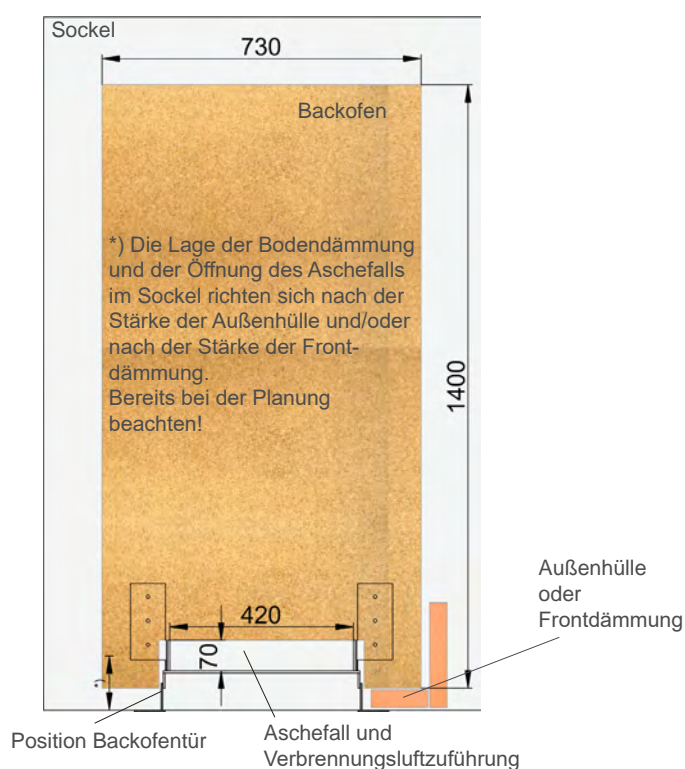 Sockel
730
Backofen
*) Die Lage der Bodendämmung
und der Öffnung des Aschefalls
im Sockel richten sich nach der
Stärke der Außenhülle und/oder
nach der Stärke der Front-
dämmung.
Bereits bei der Planung
beachten!
1400
Außenhülle
oder
Frontdämmung
420
70
*)
Position Backofentür
Aschefall und
Verbrennungsluftzuführung